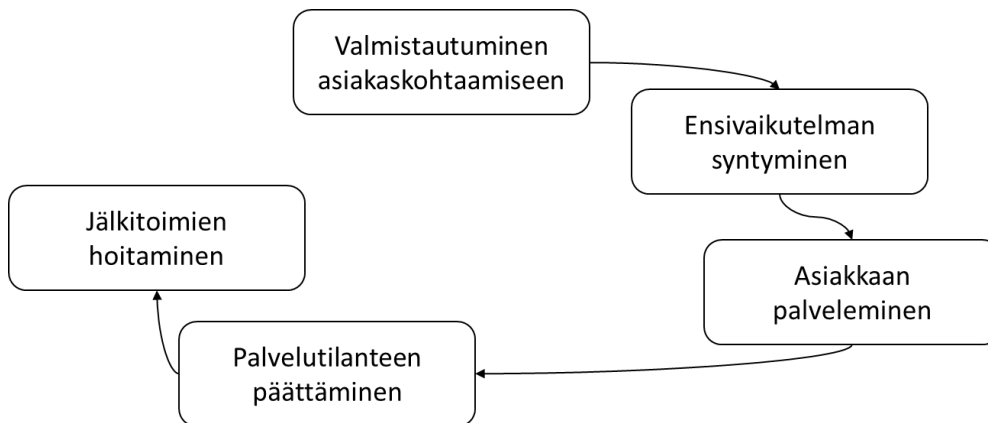 Valmistautuminen
asiakaskohtaamiseen
Ensivaikutelman
syntyminen
Asiakkaan
palveleminen
Palvelutilanteen
päättäminen
Jälkitoimien
hoitaminen